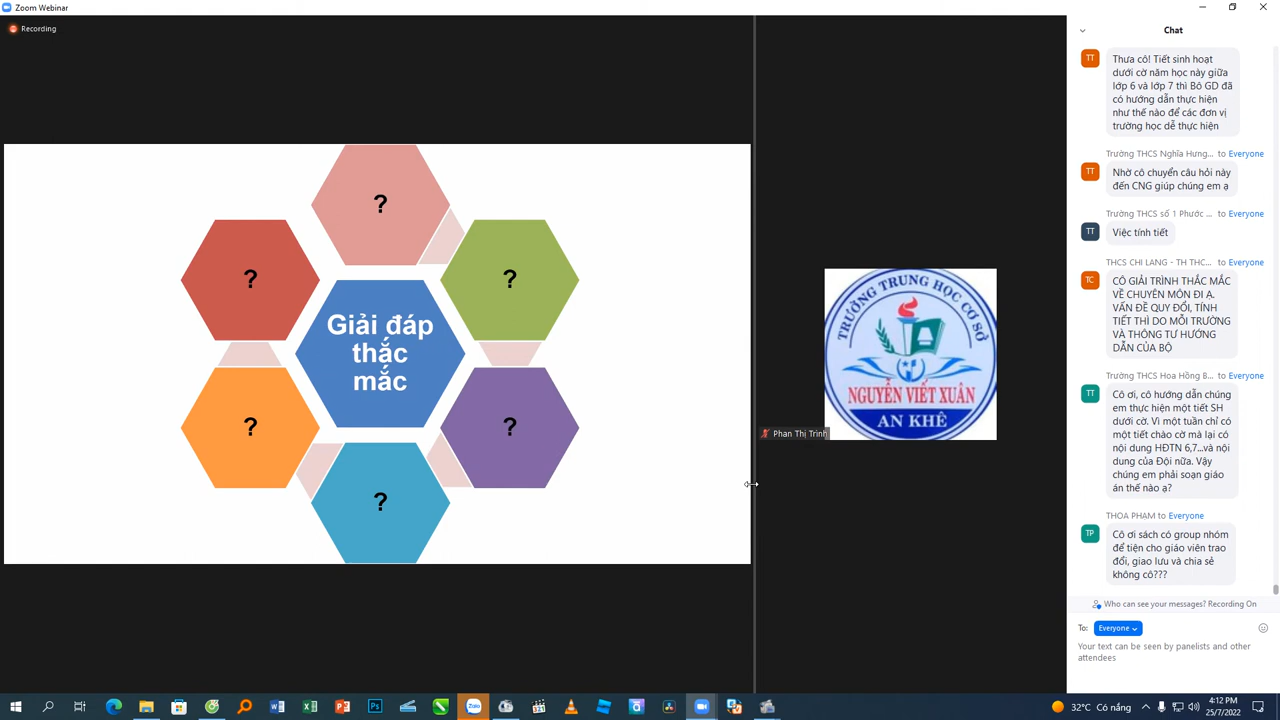 Zoom Webinar
Recording
?
?
?
Giải đáp
thắc
mắc
?
?
?
TRƯỜNG TRUNG HỌC CƠ SỞ
NGUYỄN VIẾT XUÂN
AN KHÊ
Phan Thị Trinh
Chat
TT
Thưa cô! Tiết sinh hoạt
dưới cờ năm học này giữa
lớp 6 và lớp 7 thì Bô GD đã
có hướng dẫn thực hiện
như thế nào để các đơn vị
trường học dễ thực hiện
Trường THCS Nghĩa Hưng... to Everyone
TT
Nhờ cô chuyển câu hỏi này
đến CNG giúp chúng em ạ
Trường THCS số 1 Phước ... to Everyone
TT
Việc tính tiết
THCS CHI LANG - TH THC... to Everyone
TC
CÔ GIẢI TRÌNH THẮC MẮC
VỀ CHUYÊN MÔN ĐI Ạ.
VẤN ĐỀ QUY ĐỔI, TÍNH
TIẾT THÌ DO MỖI TRƯỜNG
VÀ THÔNG TƯ HƯỚNG
DẪN CỦA BỘ
Trường THCS Hoa Hồng B... to Everyone
TT
Cô ơi, cô hướng dẫn chúng
em thực hiện một tiết SH
dưới cờ. Vì một tuần chỉ có
một tiết chào cờ mà lại có
nội dung HĐTN 6,7...và nội
dung của Đội nữa. Vậy
chúng em phải soạn giáo
án thế nào ạ?
THOA PHẠM to Everyone
TP
Cô ơi sách có group nhóm
để tiện cho giáo viên trao
đổi, giao lưu và chia sẻ
không cô???
Who can see your messages? Recording On
To: Everyone
Your text can be seen by panelists and other
attendees
Zalo
32°C Có nắng
4:12 PM
25/7/2022